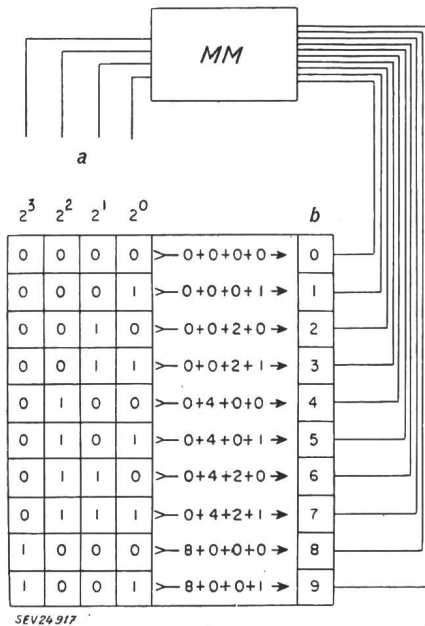 MM
a
2³ 2² 2¹ 2⁰ b
0 0 0 0 >— 0+0+0+0 → 0
0 0 0 1 >— 0+0+0+1 → 1
0 0 1 0 >— 0+0+2+0 → 2
0 0 1 1 >— 0+0+2+1 → 3
0 1 0 0 >— 0+4+0+0 → 4
0 1 0 1 >— 0+4+0+1 → 5
0 1 1 0 >— 0+4+2+0 → 6
0 1 1 1 >— 0+4+2+1 → 7
1 0 0 0 >— 8+0+0+0 → 8
1 0 0 1 >— 8+0+0+1 → 9
SEV24917